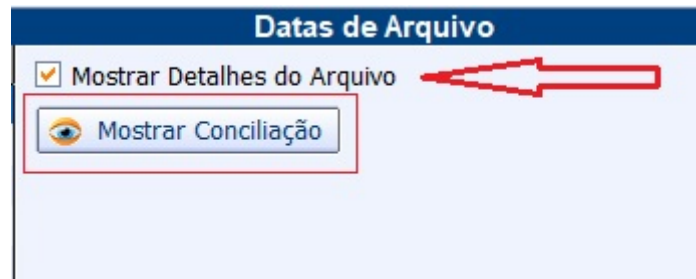 Datas de Arquivo
Mostrar Detalhes do Arquivo
Mostrar Conciliação